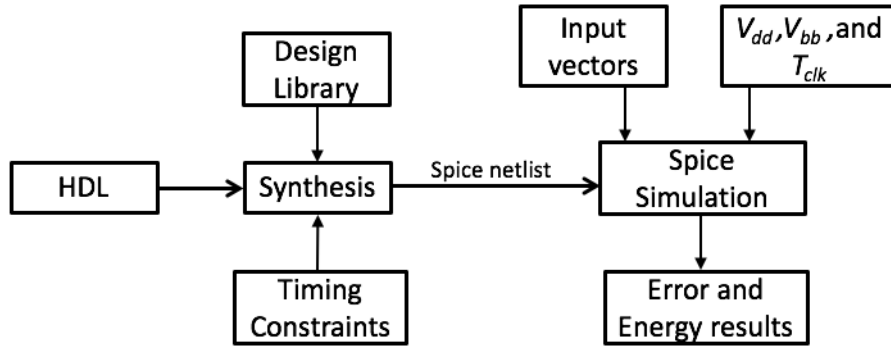 Design
Library
Input
vectors
Vdd,Vbb,and
Tclk
HDL
Synthesis
Spice netlist
Spice
Simulation
Timing
Constraints
Error and
Energy results